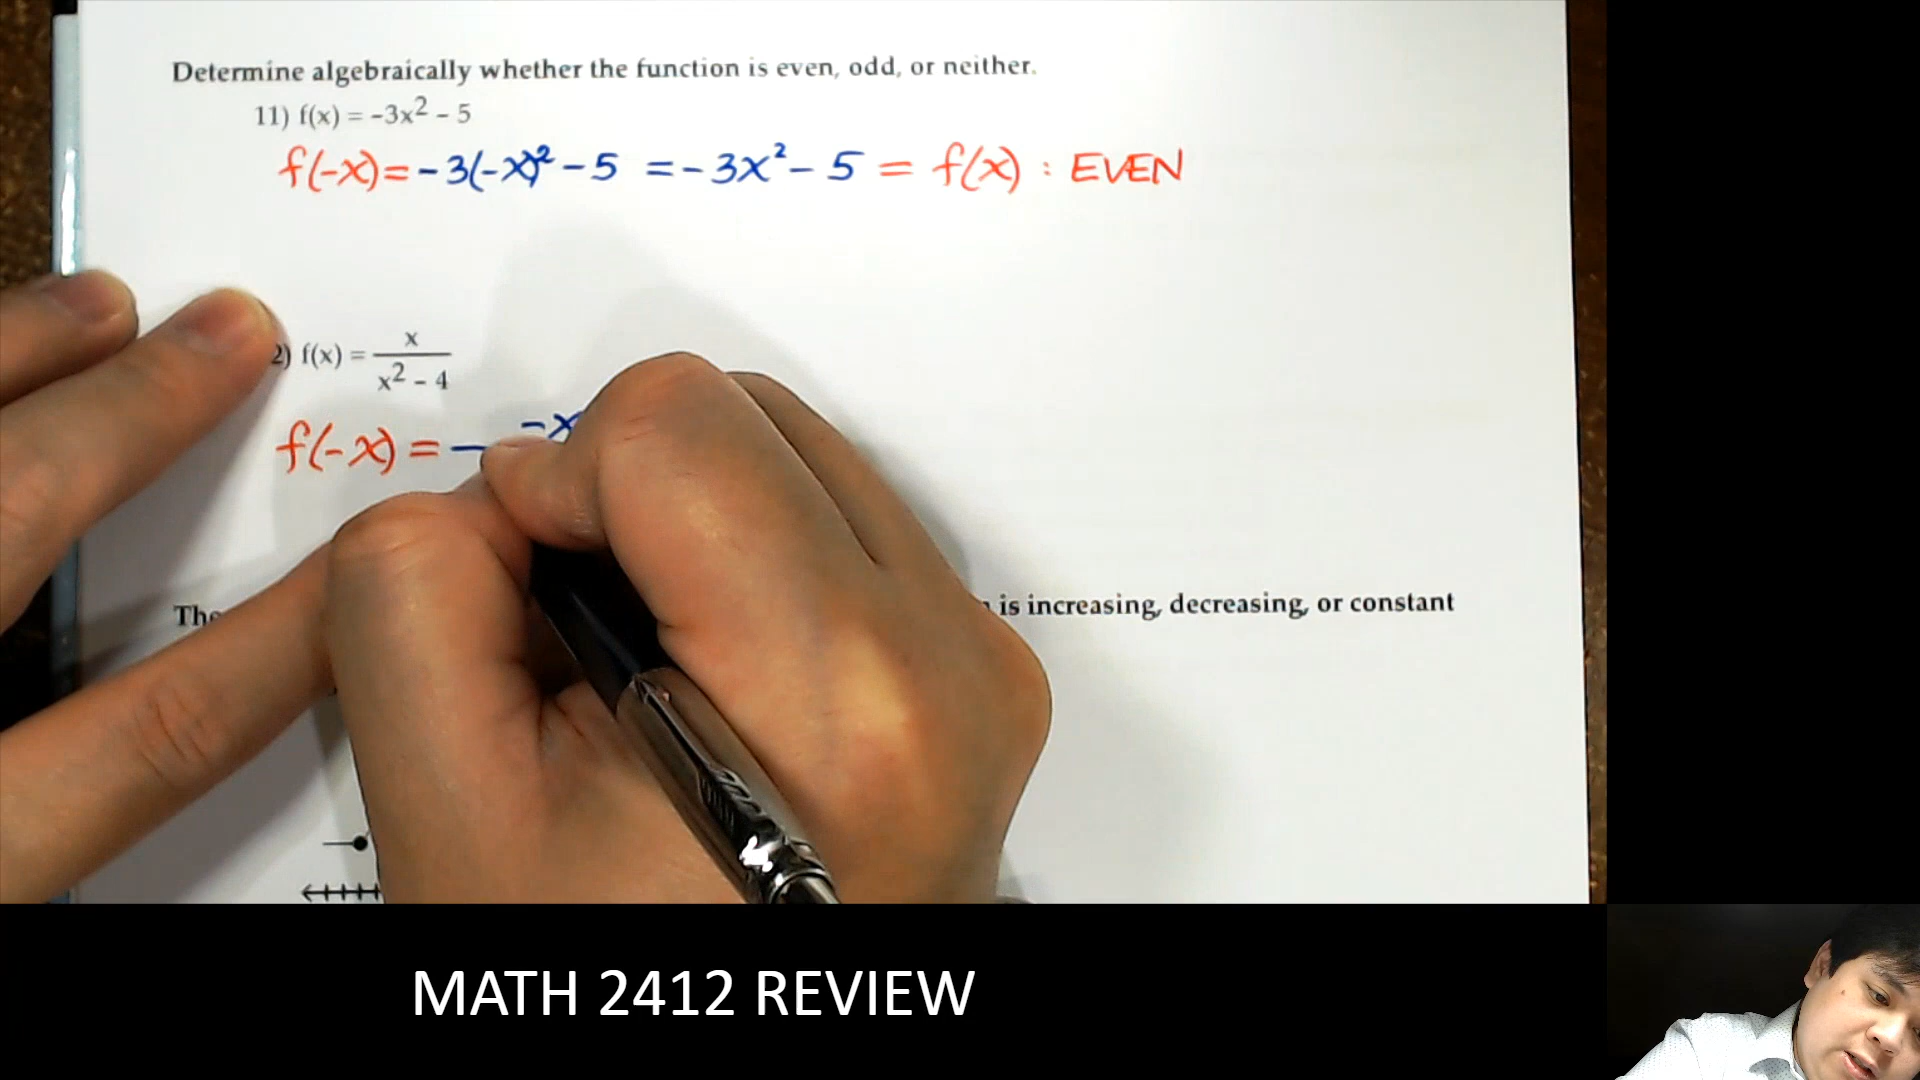 Determine algebraically whether the function is even, odd, or neither.
11) f(x) = -3x² - 5
f(-x) = -3(-x)² - 5 = -3x² - 5 = f(x) : EVEN
2) f(x) = x / (x² - 4)
f(-x) = -x
is increasing, decreasing, or constant
MATH 2412 REVIEW